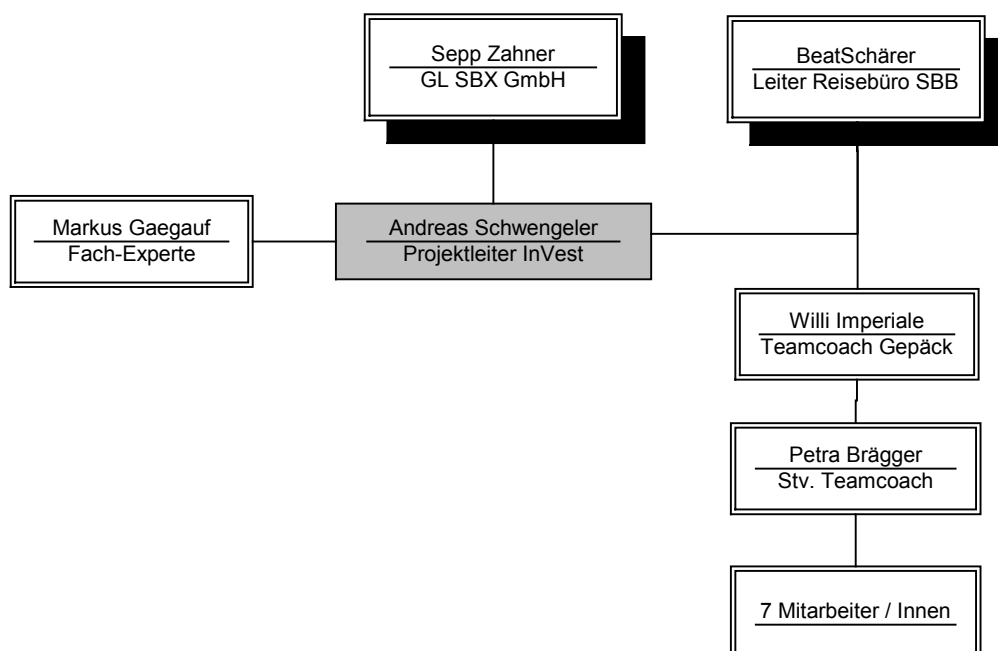 Sepp Zahner
GL SBX GmbH
BeatSchärer
Leiter Reisebüro SBB
Markus Gaegauf
Fach-Experte
Andreas Schwengeler
Projektleiter InVest
Willi Imperiale
Teamcoach Gepäck
Petra Brägger
Stv. Teamcoach
7 Mitarbeiter / Innen